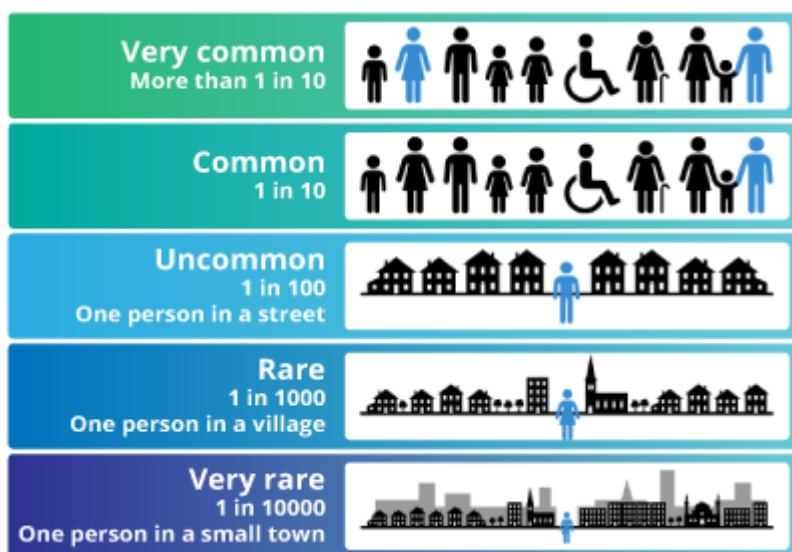 Very common
More than 1 in 10
Common
1 in 10
Uncommon
1 in 100
One person in a street
Rare
1 in 1000
One person in a village
Very rare
1 in 10000
One person in a small town